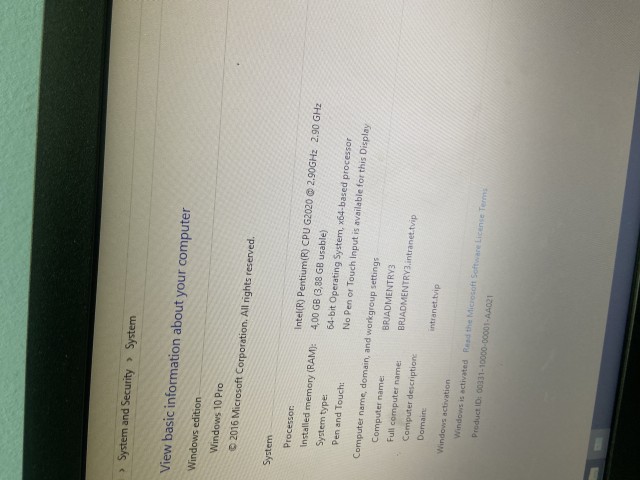 › System and Security › System
View basic information about your computer
Windows edition
Windows 10 Pro
© 2016 Microsoft Corporation. All rights reserved.
System
Processor: Intel(R) Pentium(R) CPU G2020 @ 2.90GHz 2.90 GHz
Installed memory (RAM): 4,00 GB (3,88 GB usable)
System type: 64-bit Operating System, x64-based processor
Pen and Touch: No Pen or Touch Input is available for this Display
Computer name, domain, and workgroup settings
Computer name: BRJADMENTRY3
Full computer name: BRJADMENTRY3.intranet.tvip
Computer description:
Domain: intranet.tvip
Windows activation
Windows is activated Read the Microsoft Software License Terms
Product ID: 00331-10000-00001-AA021